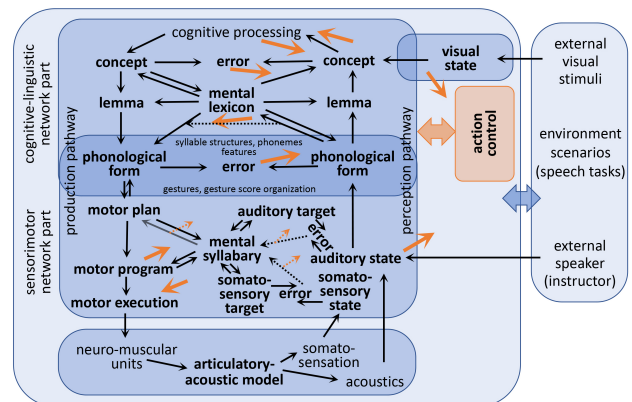 cognitive processing
concept
error
concept
visual
state
external
visual
stimuli
cognitive-linguistic
network part
lemma
mental
lexicon
lemma
action
control
production pathway
perception pathway
syllable structures, phonemes
features
phonological
form
error
phonological
form
environment
scenarios
(speech tasks)
gestures, gesture score organization
sensorimotor
network part
motor plan
auditory target
error
mental
syllabary
auditory state
motor program
somato-
sensory
target
error
somato-
sensory
state
external
speaker
(instructor)
motor execution
neuro-muscular
units
articulatory-
acoustic model
somato-
sensation
acoustics